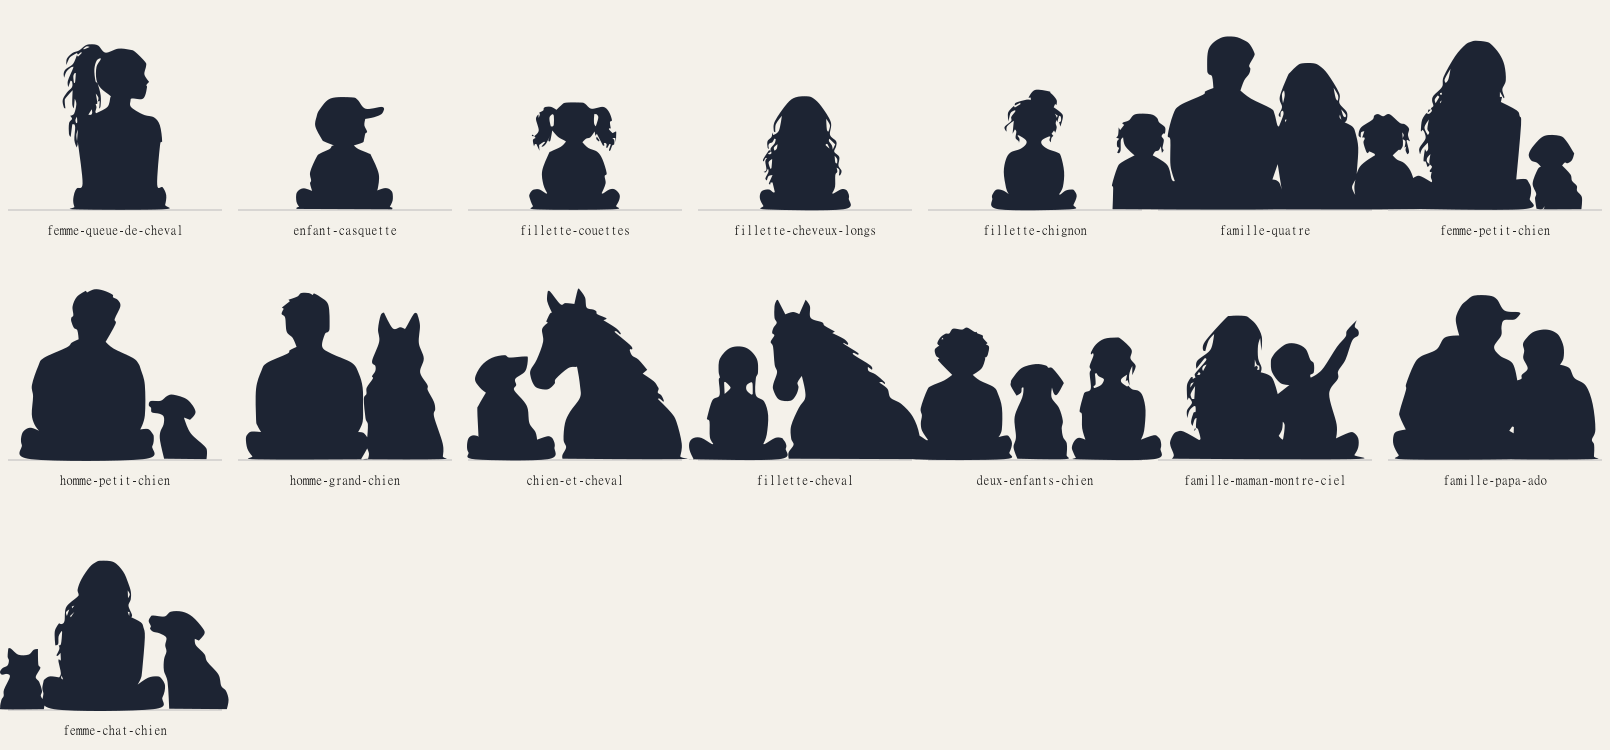 femme-queue-de-cheval
enfant-casquette
fillette-couettes
fillette-cheveux-longs
fillette-chignon
famille-quatre
femme-petit-chien
homme-petit-chien
homme-grand-chien
chien-et-cheval
fillette-cheval
deux-enfants-chien
famille-maman-montre-ciel
famille-papa-ado
femme-chat-chien